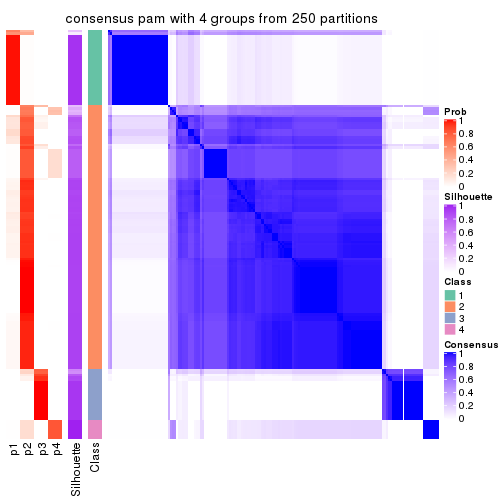 consensus pam with 4 groups from 250 partitions
Prob
1
0.8
0.6
0.4
0.2
0
Silhouette
1
0.8
0.6
0.4
0.2
0
Class
1
2
3
4
Consensus
1
0.8
0.6
0.4
0.2
0
p1
p2
p3
p4
Silhouette
Class